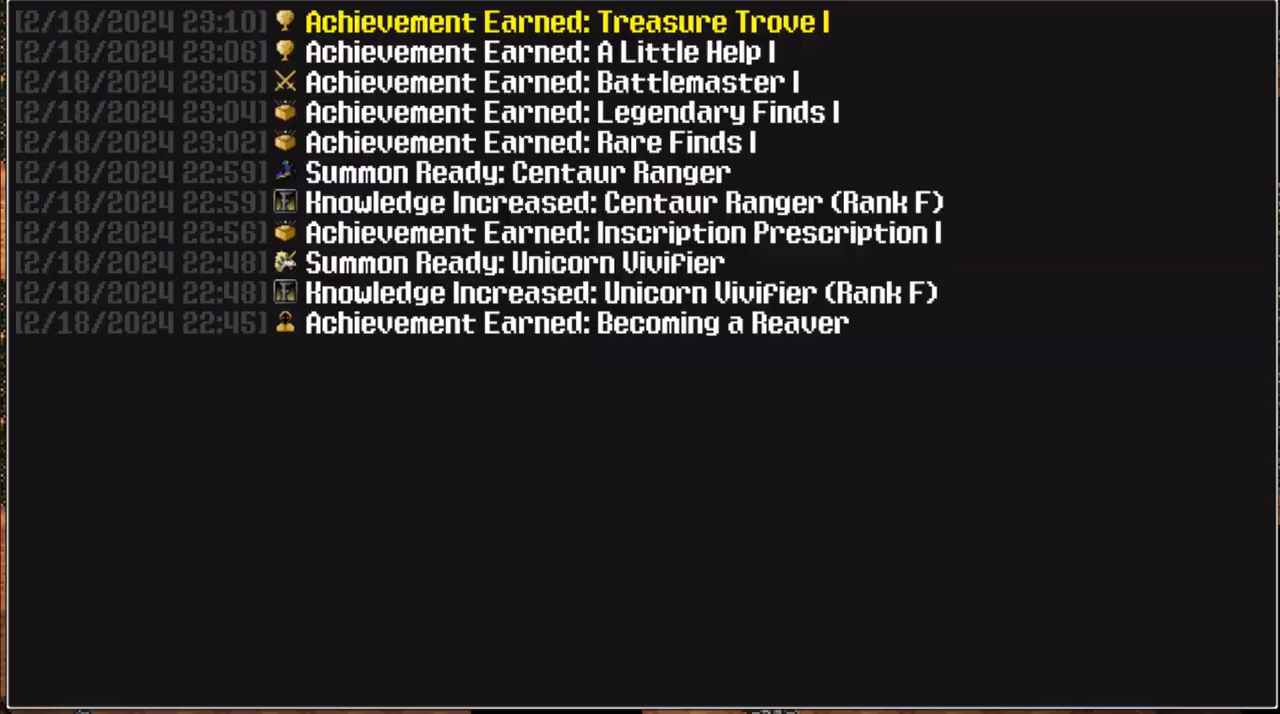 [2/18/2024 23:10] Achievement Earned: Treasure Trove I
[2/18/2024 23:06] Achievement Earned: A Little Help I
[2/18/2024 23:05] Achievement Earned: Battlemaster I
[2/18/2024 23:04] Achievement Earned: Legendary Finds I
[2/18/2024 23:02] Achievement Earned: Rare Finds I
[2/18/2024 22:59] Summon Ready: Centaur Ranger
[2/18/2024 22:59] Knowledge Increased: Centaur Ranger (Rank F)
[2/18/2024 22:56] Achievement Earned: Inscription Prescription I
[2/18/2024 22:48] Summon Ready: Unicorn Vivifier
[2/18/2024 22:48] Knowledge Increased: Unicorn Vivifier (Rank F)
[2/18/2024 22:45] Achievement Earned: Becoming a Reaver